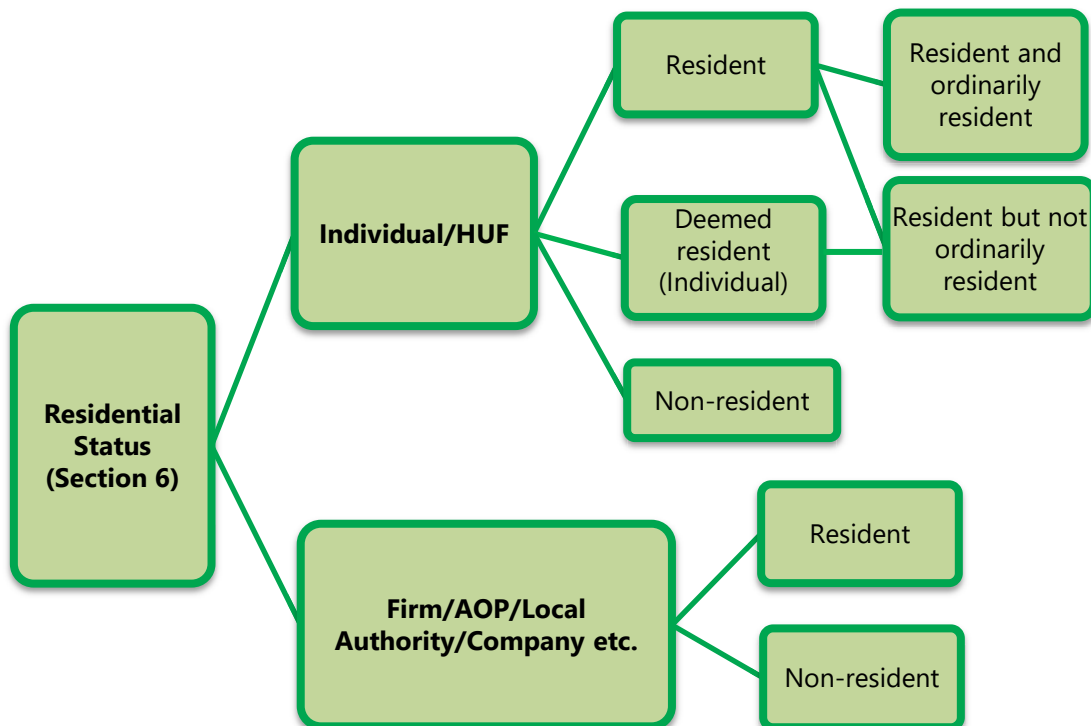 Residential
Status
(Section 6)
Individual/HUF
Resident
Resident and
ordinarily
resident
Deemed
resident
(Individual)
Resident but not
ordinarily
resident
Non-resident
Firm/AOP/Local
Authority/Company etc.
Resident
Non-resident